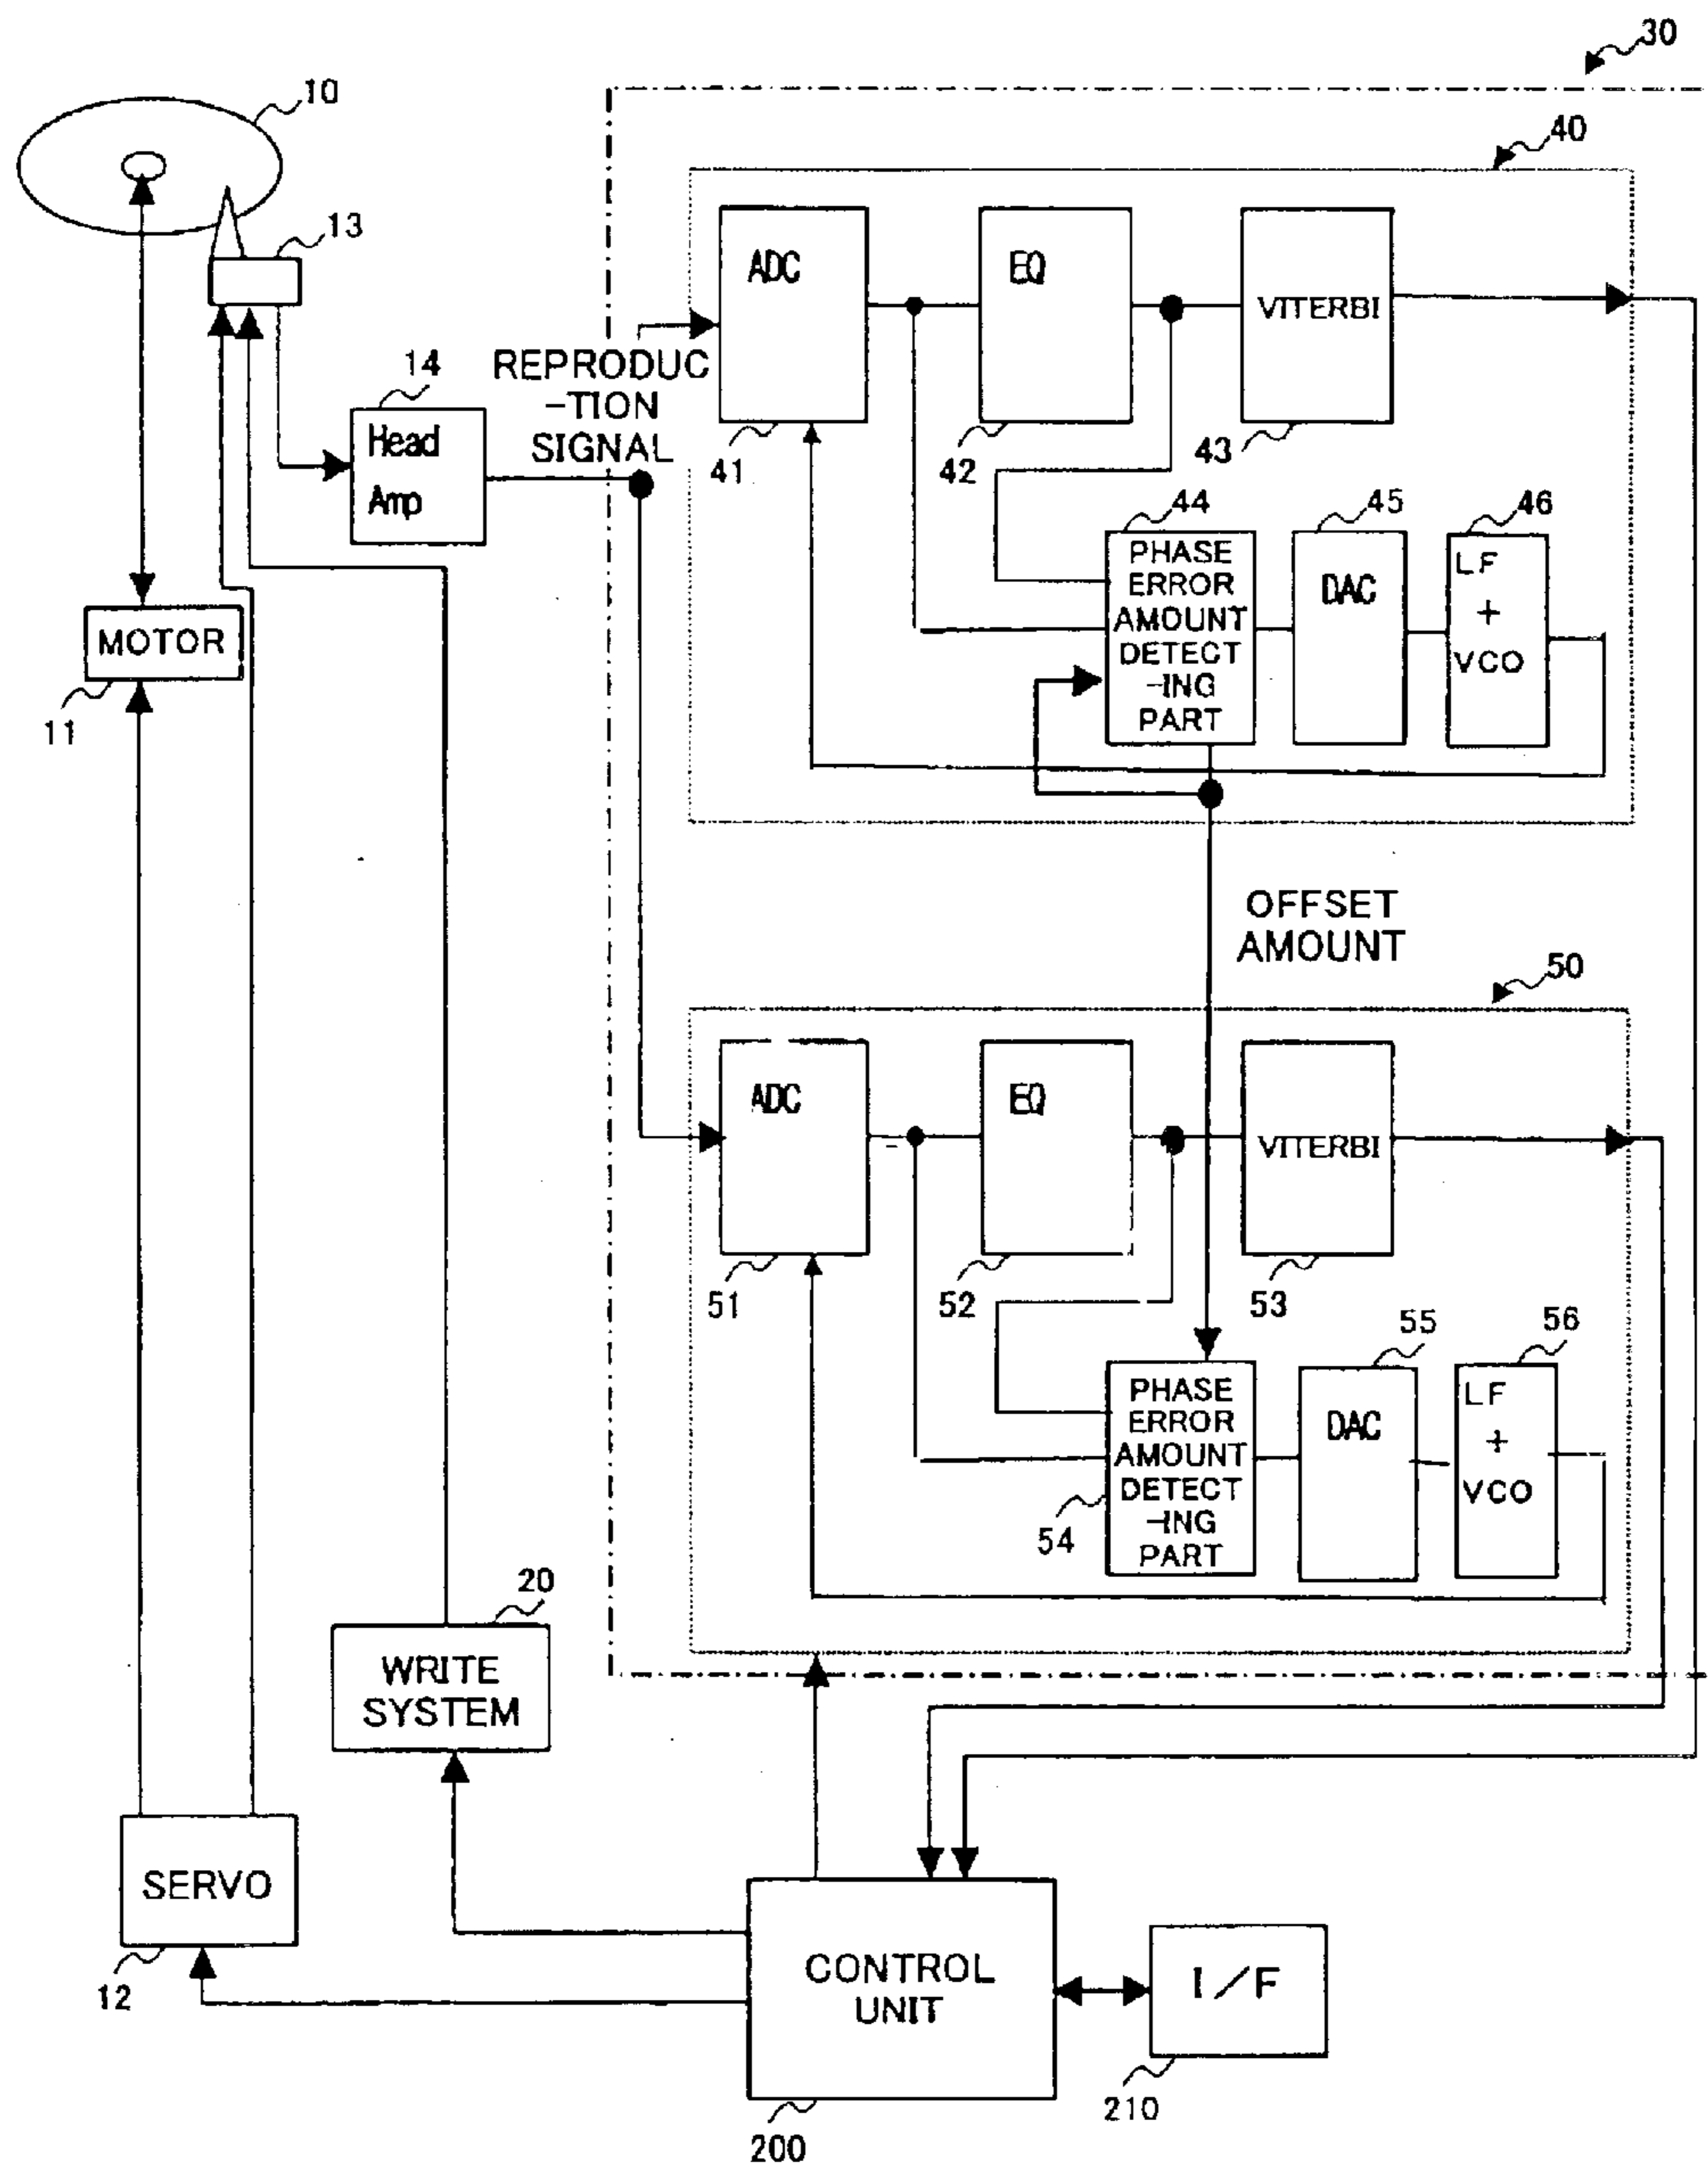 30
10
40
13
ADC
EQ
VITERBI
14
REPRODUC
-TION
SIGNAL
Head
Amp
41
42
43
44
45
46
PHASE
ERROR
AMOUNT
DETECT
-ING
PART
DAC
LF
+
VCO
MOTOR
11
OFFSET
AMOUNT
50
ADC
EQ
VITERBI
51
52
53
55
56
PHASE
ERROR
AMOUNT
DETECT
-ING
PART
54
DAC
LF
+
VCO
20
WRITE
SYSTEM
SERVO
12
CONTROL
UNIT
I/F
210
200